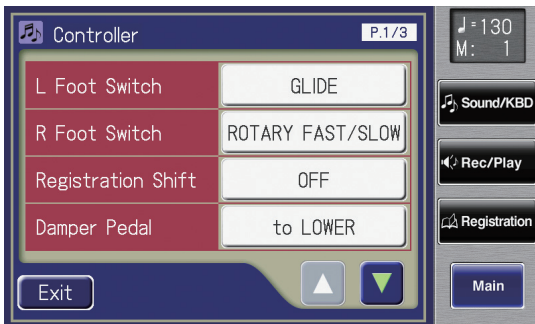 Controller
P.1/3
L Foot Switch GLIDE
R Foot Switch ROTARY FAST/SLOW
Registration Shift OFF
Damper Pedal to LOWER
Exit
♩=130
M: 1
Sound/KBD
Rec/Play
Registration
Main